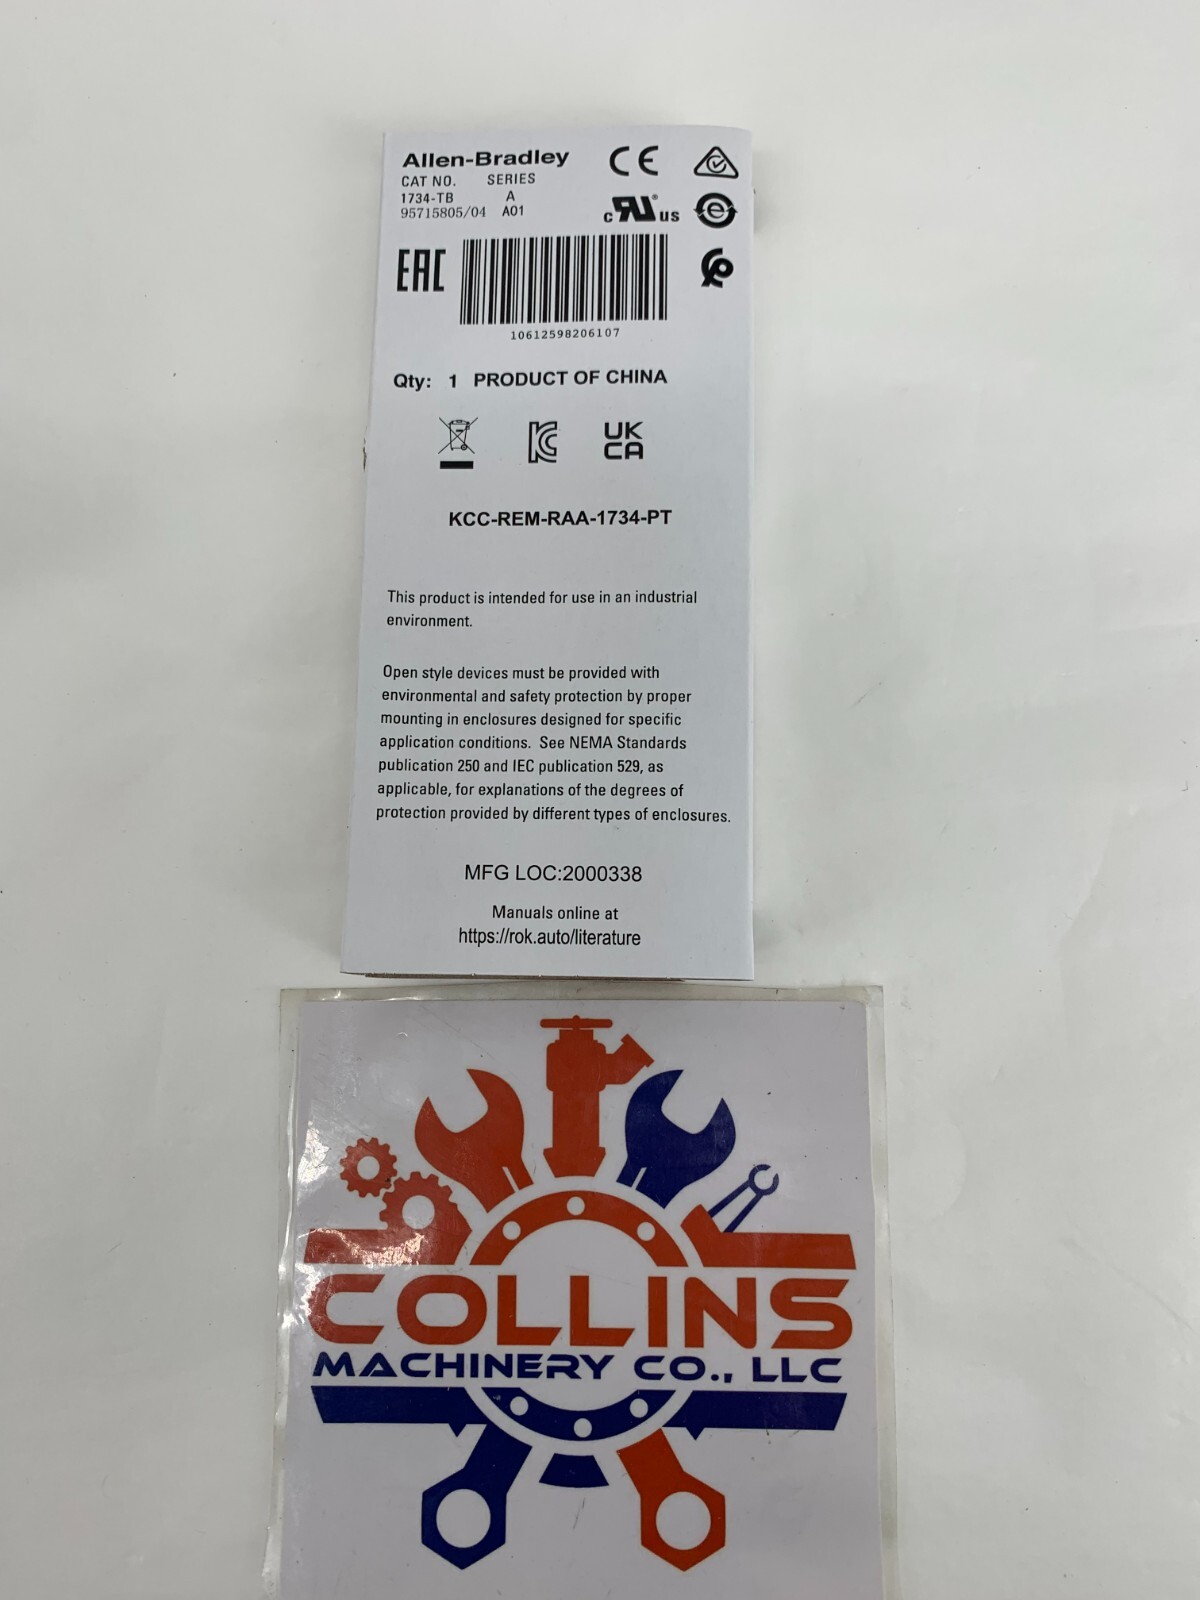 Allen-Bradley
CAT NO. SERIES
1734-TB A
95715805/04 A01
CE
c RU ® us
e
EAC
10612598206107
Qty: 1 PRODUCT OF CHINA
KC
UK
CA
KCC-REM-RAA-1734-PT
This product is intended for use in an industrial
environment.
Open style devices must be provided with
environmental and safety protection by proper
mounting in enclosures designed for specific
application conditions. See NEMA Standards
publication 250 and IEC publication 529, as
applicable, for explanations of the degrees of
protection provided by different types of enclosures.
MFG LOC:2000338
Manuals online at
https://rok.auto/literature
COLLINS
MACHINERY CO., LLC